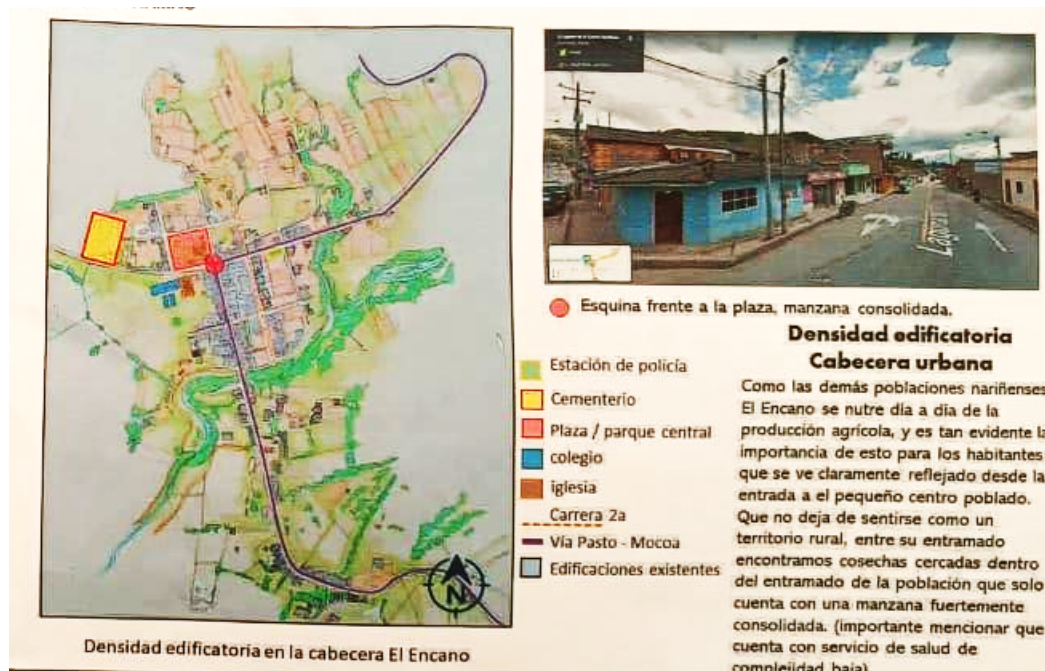 Laguna
Esquina frente a la plaza, manzana consolidada.
Densidad edificatoria
Cabecera urbana
Estación de policía
Cementerio
Plaza / parque central
colegio
iglesia
Carrera 2a
Vía Pasto - Mocoa
Edificaciones existentes
N
Densidad edificatoria en la cabecera El Encano
Como las demás poblaciones nariñenses
El Encano se nutre día a día de la
producción agrícola, y es tan evidente la
importancia de esto para los habitantes
que se ve claramente reflejado desde la
entrada a el pequeño centro poblado.
Que no deja de sentirse como un
territorio rural, entre su entramado
encontramos cosechas cercadas dentro
del entramado de la población que solo
cuenta con una manzana fuertemente
consolidada. (importante mencionar que
cuenta con servicio de salud de
complejidad baja)